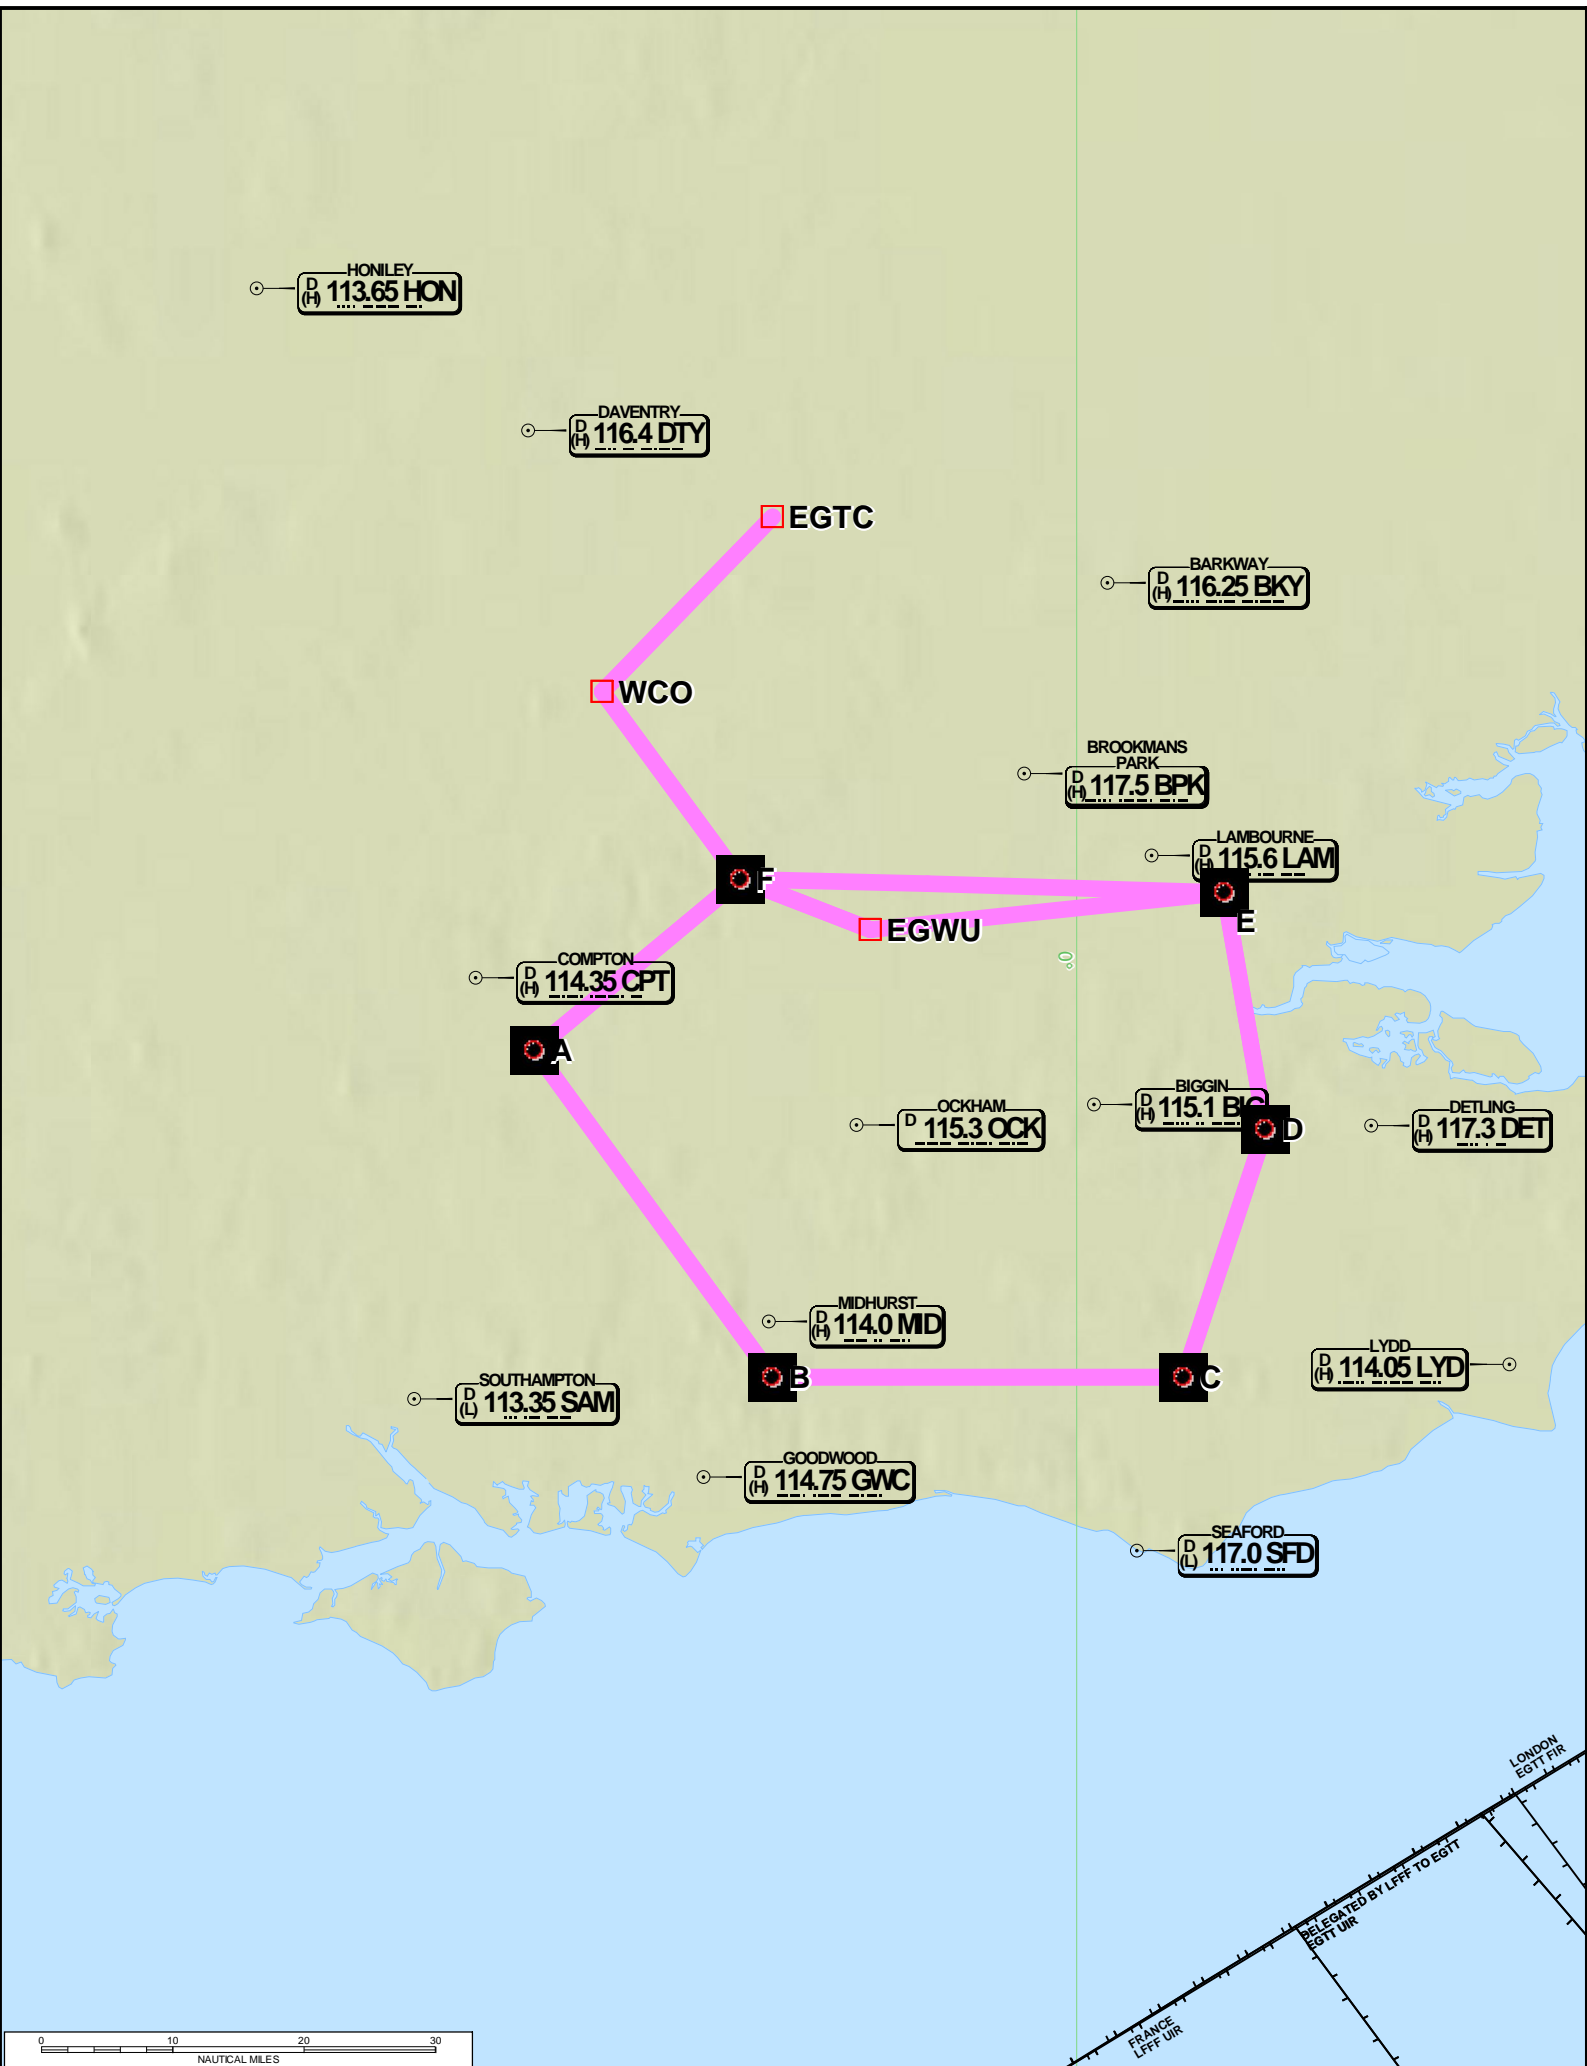 HONILEY
D
(H) 113.65 HON
DAVENTRY
D
(H) 116.4 DTY
EGTC
BARKWAY
D
(H) 116.25 BKY
WCO
BROOKMANS
PARK
D
(H) 117.5 BPK
LAMBOURNE
D
(H) 115.6 LAM
F
E
EGWU
0°
COMPTON
D
(H) 114.35 CPT
A
BIGGIN
D
(H) 115.1 BIG
D
OCKHAM
D 115.3 OCK
DETLING
D
(H) 117.3 DET
MIDHURST
D
(H) 114.0 MID
LYDD
D
(H) 114.05 LYD
B
C
SOUTHAMPTON
D
(L) 113.35 SAM
GOODWOOD
D
(H) 114.75 GWC
SEAFORD
D
(L) 117.0 SFD
LONDON
EGTT FIR
DELEGATED BY LFFF TO EGTT
EGTT UIR
FRANCE
LFFF UIR
0 10 20 30
NAUTICAL MILES